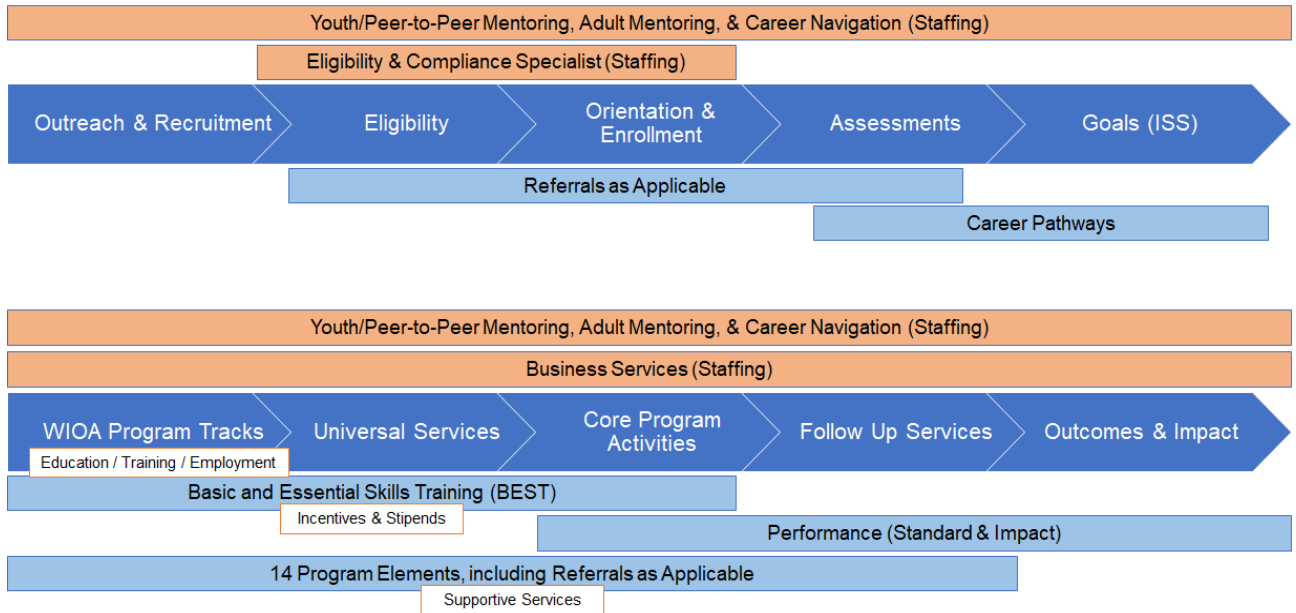 Youth/Peer-to-Peer Mentoring, Adult Mentoring, & Career Navigation (Staffing)
Eligibility & Compliance Specialist (Staffing)
Outreach & Recruitment
Eligibility
Orientation &
Enrollment
Assessments
Goals (ISS)
Referrals as Applicable
Career Pathways
Youth/Peer-to-Peer Mentoring, Adult Mentoring, & Career Navigation (Staffing)
Business Services (Staffing)
WIOA Program Tracks
Education / Training / Employment
Universal Services
Core Program
Activities
Follow Up Services
Outcomes & Impact
Basic and Essential Skills Training (BEST)
Incentives & Stipends
Performance (Standard & Impact)
14 Program Elements, including Referrals as Applicable
Supportive Services